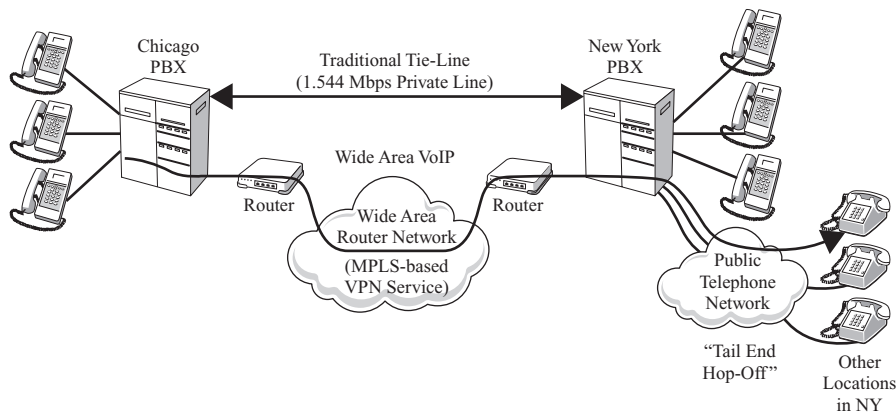 Chicago
PBX
Traditional Tie-Line
(1.544 Mbps Private Line)
New York
PBX
Wide Area VoIP
Router
Router
Wide Area
Router Network
(MPLS-based
VPN Service)
Public
Telephone
Network
“Tail End
Hop-Off”
Other
Locations
in NY